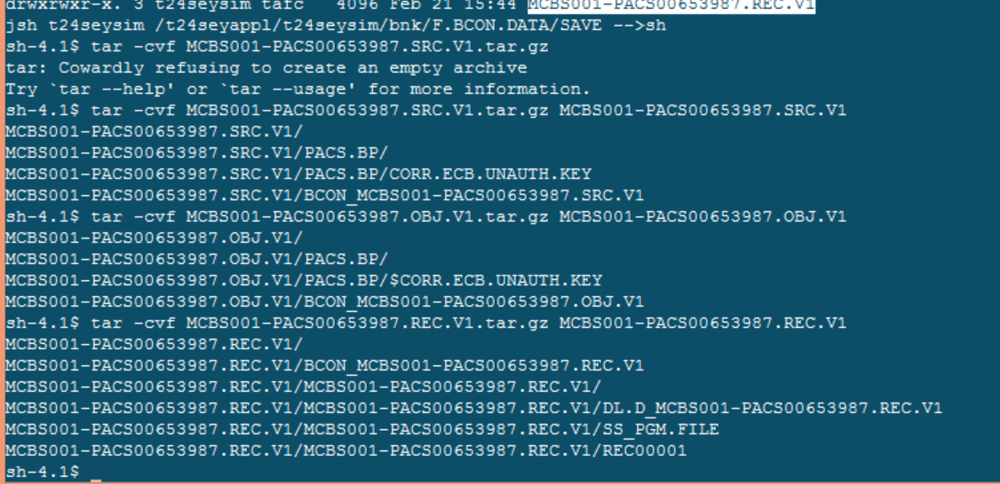 drwxrwxr-x. 3 t24seysim tafc   4096 Feb 21 15:44 MCBS001-PACS00653987.REC.V1
jsh t24seysim /t24seyappl/t24seysim/bnk/F.BCON.DATA/SAVE -->sh
sh-4.1$ tar -cvf MCBS001-PACS00653987.SRC.V1.tar.gz
tar: Cowardly refusing to create an empty archive
Try `tar --help' or `tar --usage' for more information.
sh-4.1$ tar -cvf MCBS001-PACS00653987.SRC.V1.tar.gz MCBS001-PACS00653987.SRC.V1
MCBS001-PACS00653987.SRC.V1/
MCBS001-PACS00653987.SRC.V1/PACS.BP/
MCBS001-PACS00653987.SRC.V1/PACS.BP/CORR.ECB.UNAUTH.KEY
MCBS001-PACS00653987.SRC.V1/BCON_MCBS001-PACS00653987.SRC.V1
sh-4.1$ tar -cvf MCBS001-PACS00653987.OBJ.V1.tar.gz MCBS001-PACS00653987.OBJ.V1
MCBS001-PACS00653987.OBJ.V1/
MCBS001-PACS00653987.OBJ.V1/PACS.BP/
MCBS001-PACS00653987.OBJ.V1/PACS.BP/$CORR.ECB.UNAUTH.KEY
MCBS001-PACS00653987.OBJ.V1/BCON_MCBS001-PACS00653987.OBJ.V1
sh-4.1$ tar -cvf MCBS001-PACS00653987.REC.V1.tar.gz MCBS001-PACS00653987.REC.V1
MCBS001-PACS00653987.REC.V1/
MCBS001-PACS00653987.REC.V1/BCON_MCBS001-PACS00653987.REC.V1
MCBS001-PACS00653987.REC.V1/MCBS001-PACS00653987.REC.V1/
MCBS001-PACS00653987.REC.V1/MCBS001-PACS00653987.REC.V1/DL.D_MCBS001-PACS00653987.REC.V1
MCBS001-PACS00653987.REC.V1/MCBS001-PACS00653987.REC.V1/SS_PGM.FILE
MCBS001-PACS00653987.REC.V1/MCBS001-PACS00653987.REC.V1/REC00001
sh-4.1$